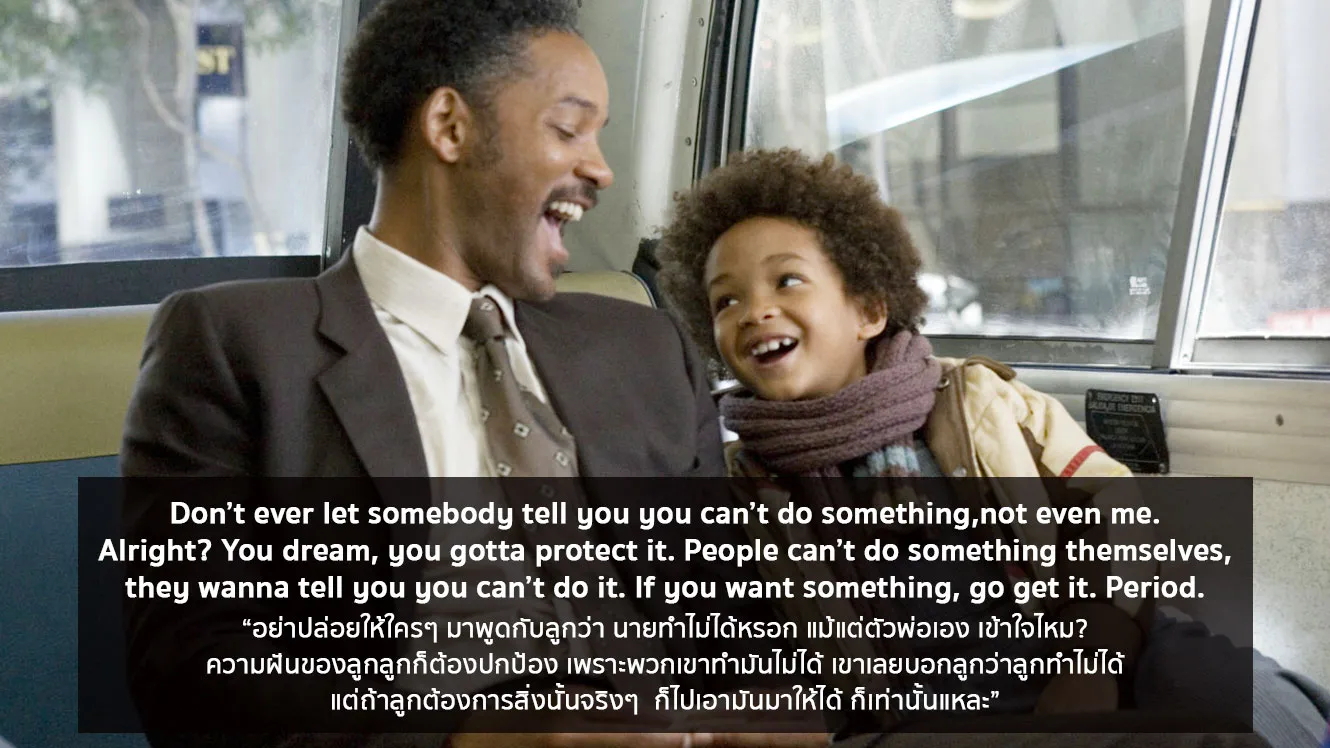 ST
EMERGENCY EXIT
SALIDA DE EMERGENCIA
Don't ever let somebody tell you you can't do something,not even me.
Alright? You dream, you gotta protect it. People can't do something themselves,
they wanna tell you you can't do it. If you want something, go get it. Period.
“อย่าปล่อยให้ใครๆ มาพูดกับลูกว่า นายทำไม่ได้หรอก แม้แต่ตัวพ่อเอง เข้าใจไหม?
ความฝันของลูกลูกก็ต้องปกป้อง เพราะพวกเขาทำมันไม่ได้ เขาเลยบอกลูกว่าลูกทำไม่ได้
แต่ถ้าลูกต้องการสิ่งนั้นจริงๆ  ก็ไปเอามันมาให้ได้ ก็เท่านั้นแหละ”